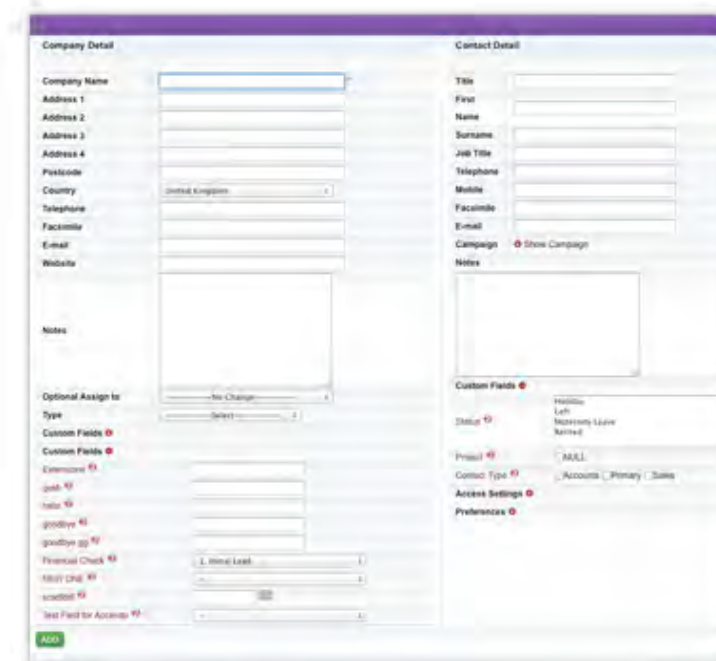 Company Detail
Company Name
Address 1
Address 2
Address 3
Address 4
Postcode
Country United Kingdom
Telephone
Facsimile
E-mail
Website
Notes
Optional Assign to ---No Change---
Type ---Select---
Custom Fields
Custom Fields
Extensions
hello
goodbye
goodbye gg
Financial Check 1. Initial Lead
Test Field for Accends
ADD
Contact Detail
Title
First
Name
Surname
Job Title
Telephone
Mobile
Facsimile
E-mail
Campaign Show Campaign
Notes
Custom Fields
Status Holiday
Left
Maternity Leave
Retired
Project NULL
Contact Type Accounts Primary Sales
Access Settings
Preferences